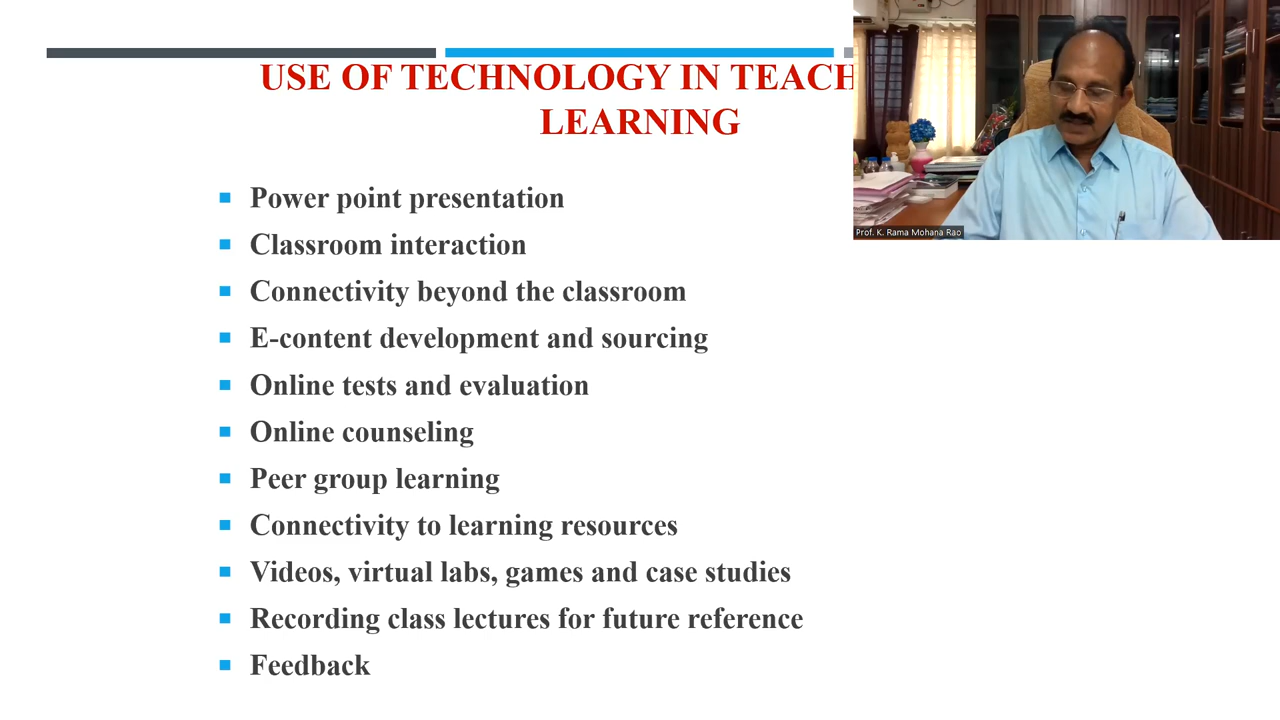 USE OF TECHNOLOGY IN TEACH
LEARNING
Power point presentation
Classroom interaction
Connectivity beyond the classroom
E-content development and sourcing
Online tests and evaluation
Online counseling
Peer group learning
Connectivity to learning resources
Videos, virtual labs, games and case studies
Recording class lectures for future reference
Feedback
Prof. K. Rama Mohana Rao